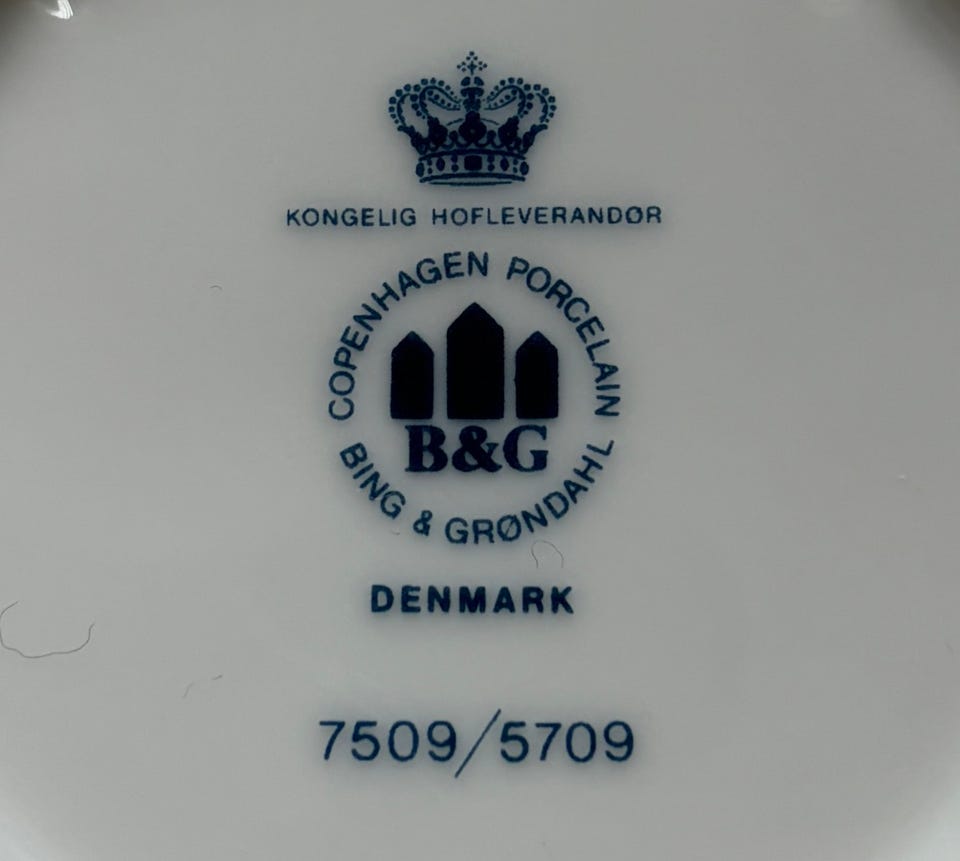 KONGELIG HOFLEVERANDØR
COPENHAGEN PORCELAIN
B&G
BING & GRØNDAHL
DENMARK
7509/5709